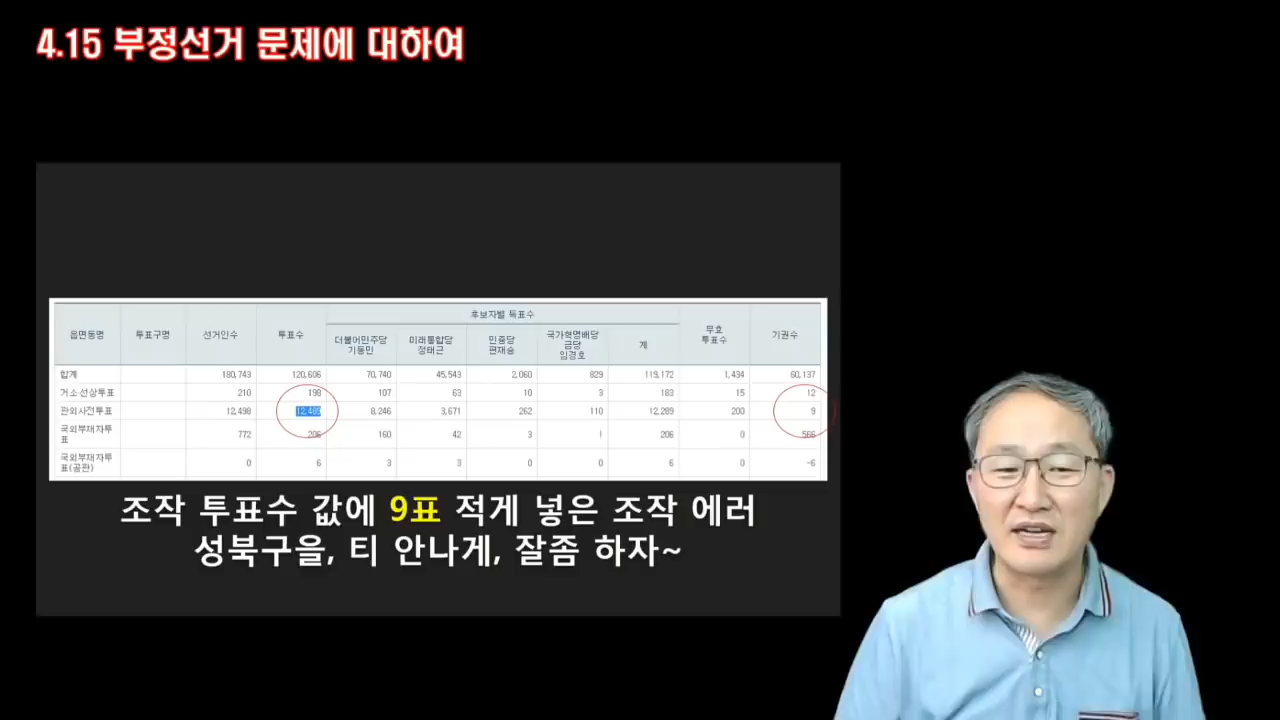 4.15 부정선거 문제에 대하여
후보자별 득표수
읍면동명 투표구명 선거인수 투표수 더불어민주당 기동민 미래통합당 정태근 민중당 편재승 국가혁명배당금당 임경호 계 무효 투표수 기권수
합계 180,743 120,606 70,740 45,543 2,060 829 119,172 1,434 60,137
거소·선상투표 210 198 107 63 10 3 183 15 12
관외사전투표 12,498 12,489 8,246 3,671 262 110 12,289 200 9
국외부재자투표 772 206 160 42 3 1 206 0 566
국외부재자투표(공관) 0 6 3 3 0 0 6 0 -6
조작 투표수 값에 9표 적게 넣은 조작 에러
성북구을, 티 안나게, 잘좀 하자~